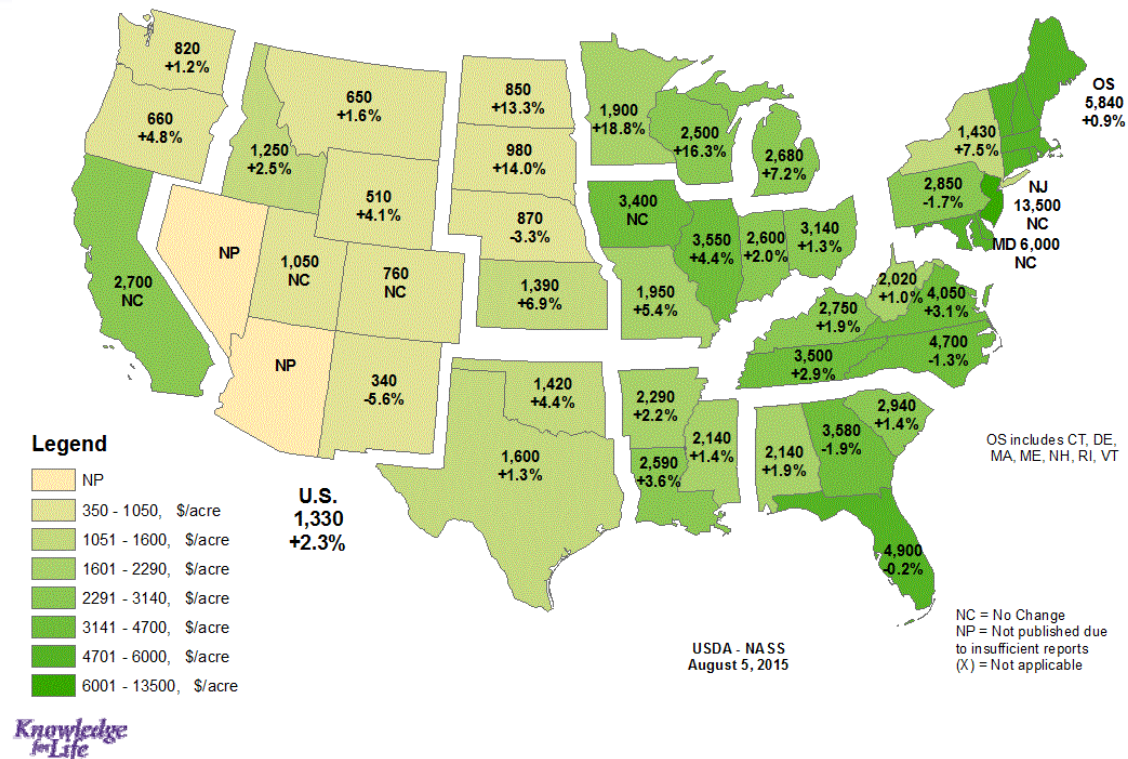 820
+1.2%
660
+4.8%
2,700
NC
1,250
+2.5%
NP
650
+1.6%
510
+4.1%
1,050
NC
760
NC
NP
340
-5.6%
850
+13.3%
980
+14.0%
870
-3.3%
1,390
+6.9%
1,420
+4.4%
1,600
+1.3%
1,900
+18.8%
3,400
NC
1,950
+5.4%
2,290
+2.2%
2,590
+3.6%
2,500
+16.3%
3,550
+4.4%
2,680
+7.2%
2,600
+2.0%
3,140
+1.3%
2,750
+1.9%
3,500
+2.9%
2,140
+1.4%
2,140
+1.9%
3,580
-1.9%
4,900
-0.2%
2,940
+1.4%
4,700
-1.3%
4,050
+3.1%
2,020
+1.0%
2,850
-1.7%
1,430
+7.5%
OS
5,840
+0.9%
NJ
13,500
NC
MD 6,000
NC
OS includes CT, DE,
MA, ME, NH, RI, VT
Legend
NP
350 - 1050, $/acre
1051 - 1600, $/acre
1601 - 2290, $/acre
2291 - 3140, $/acre
3141 - 4700, $/acre
4701 - 6000, $/acre
6001 - 13500, $/acre
U.S.
1,330
+2.3%
USDA - NASS
August 5, 2015
NC = No Change
NP = Not published due
to insufficient reports
(X) = Not applicable
Knowledge
for Life